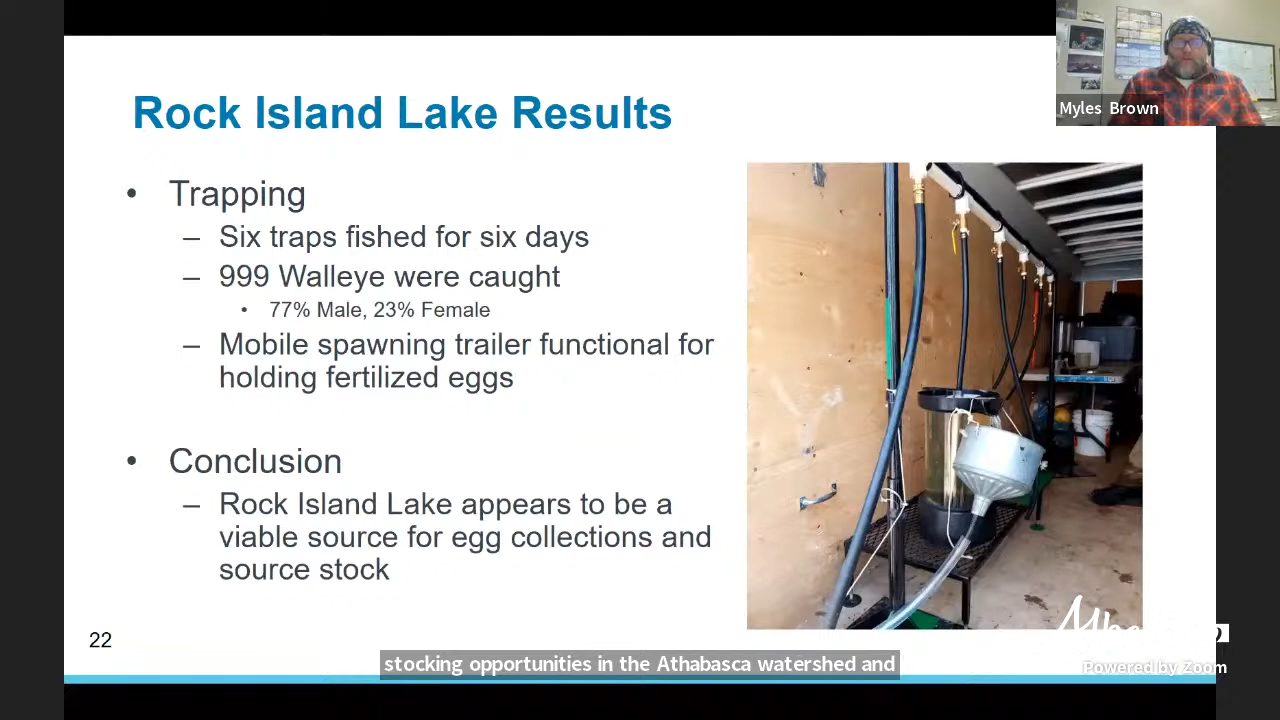 Myles Brown
Rock Island Lake Results
• Trapping
– Six traps fished for six days
– 999 Walleye were caught
• 77% Male, 23% Female
– Mobile spawning trailer functional for
holding fertilized eggs
• Conclusion
– Rock Island Lake appears to be a
viable source for egg collections and
source stock
22
stocking opportunities in the Athabasca watershed and
Powered by Zoom